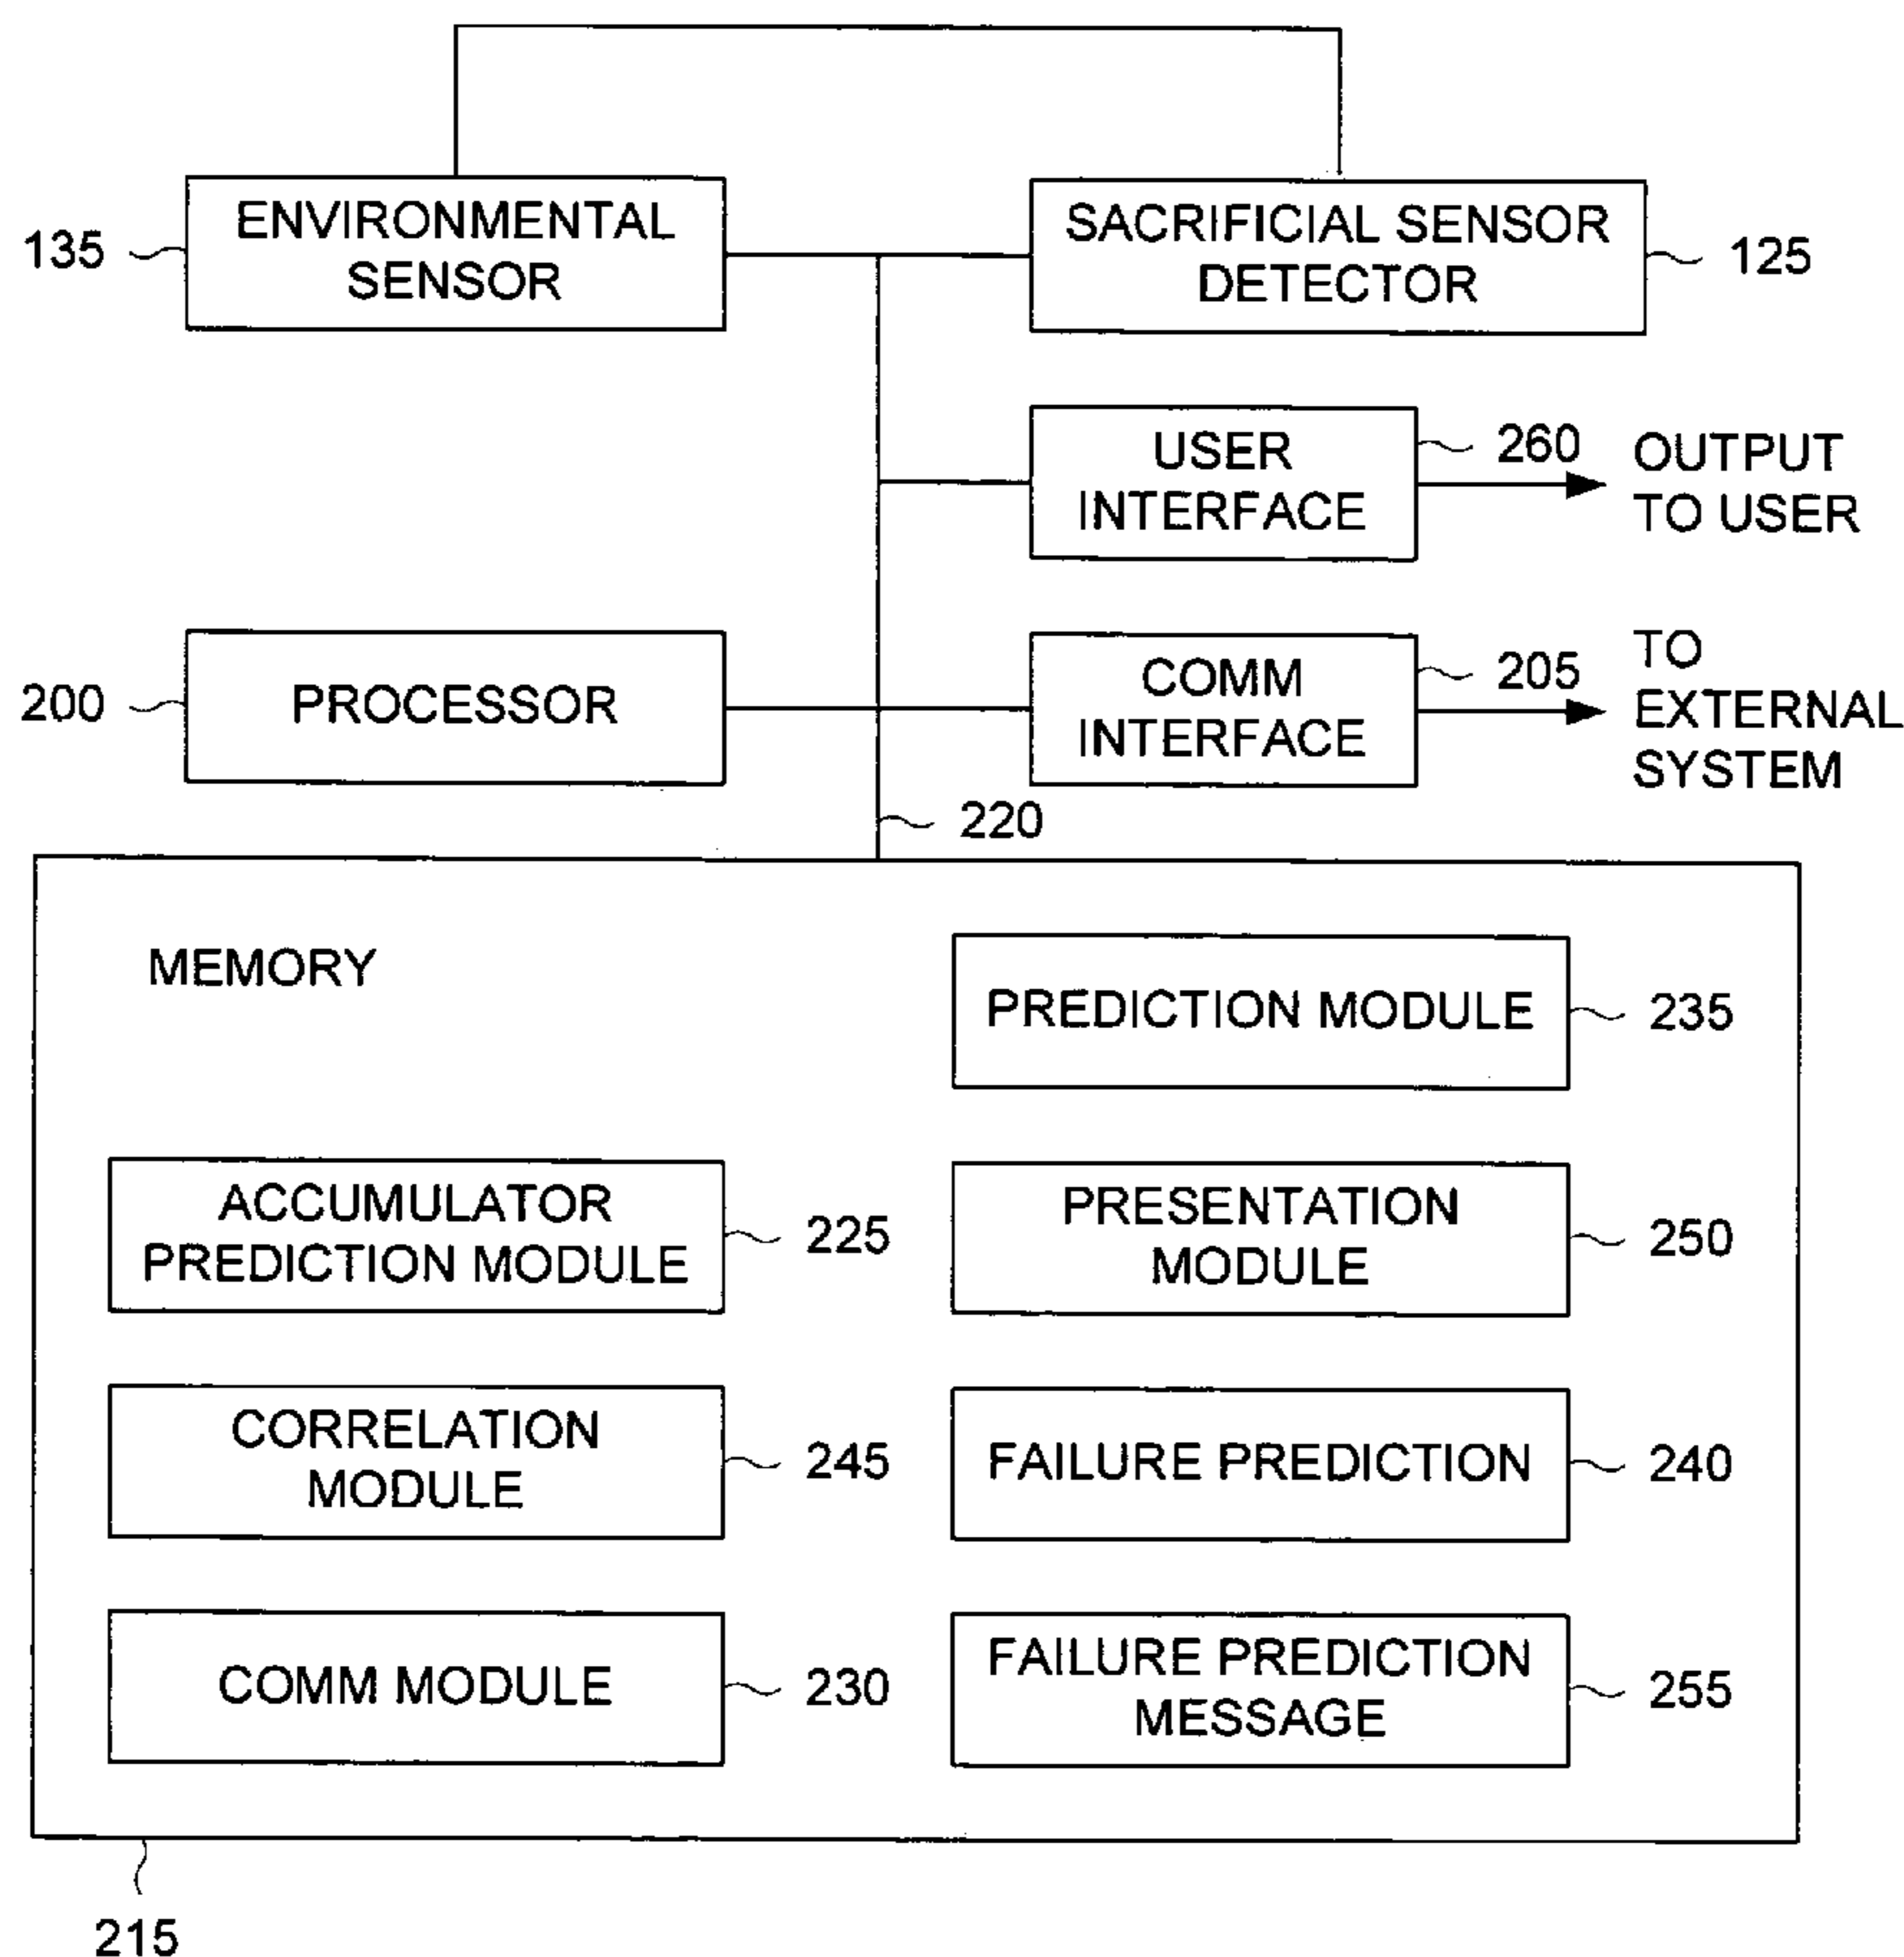 ENVIRONMENTAL
SENSOR
135
SACRIFICIAL SENSOR
DETECTOR
125
USER
INTERFACE
260
OUTPUT
TO USER
200
PROCESSOR
COMM
INTERFACE
205
TO
EXTERNAL
SYSTEM
220
MEMORY
PREDICTION MODULE
235
ACCUMULATOR
PREDICTION MODULE
225
PRESENTATION
MODULE
250
CORRELATION
MODULE
245
FAILURE PREDICTION
240
COMM MODULE
230
FAILURE PREDICTION
MESSAGE
255
215